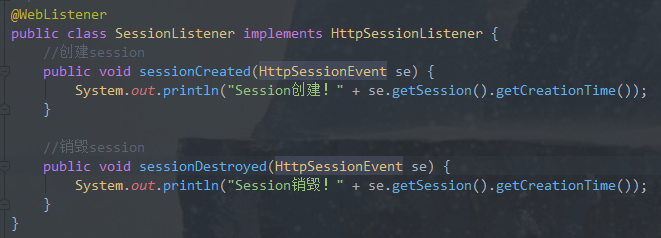 @WebListener
public class SessionListener implements HttpSessionListener {
//创建session
public void sessionCreated(HttpSessionEvent se) {
System.out.println("Session创建！" + se.getSession().getCreationTime());
}
//销毁session
public void sessionDestroyed(HttpSessionEvent se) {
System.out.println("Session销毁！" + se.getSession().getCreationTime());
}
}